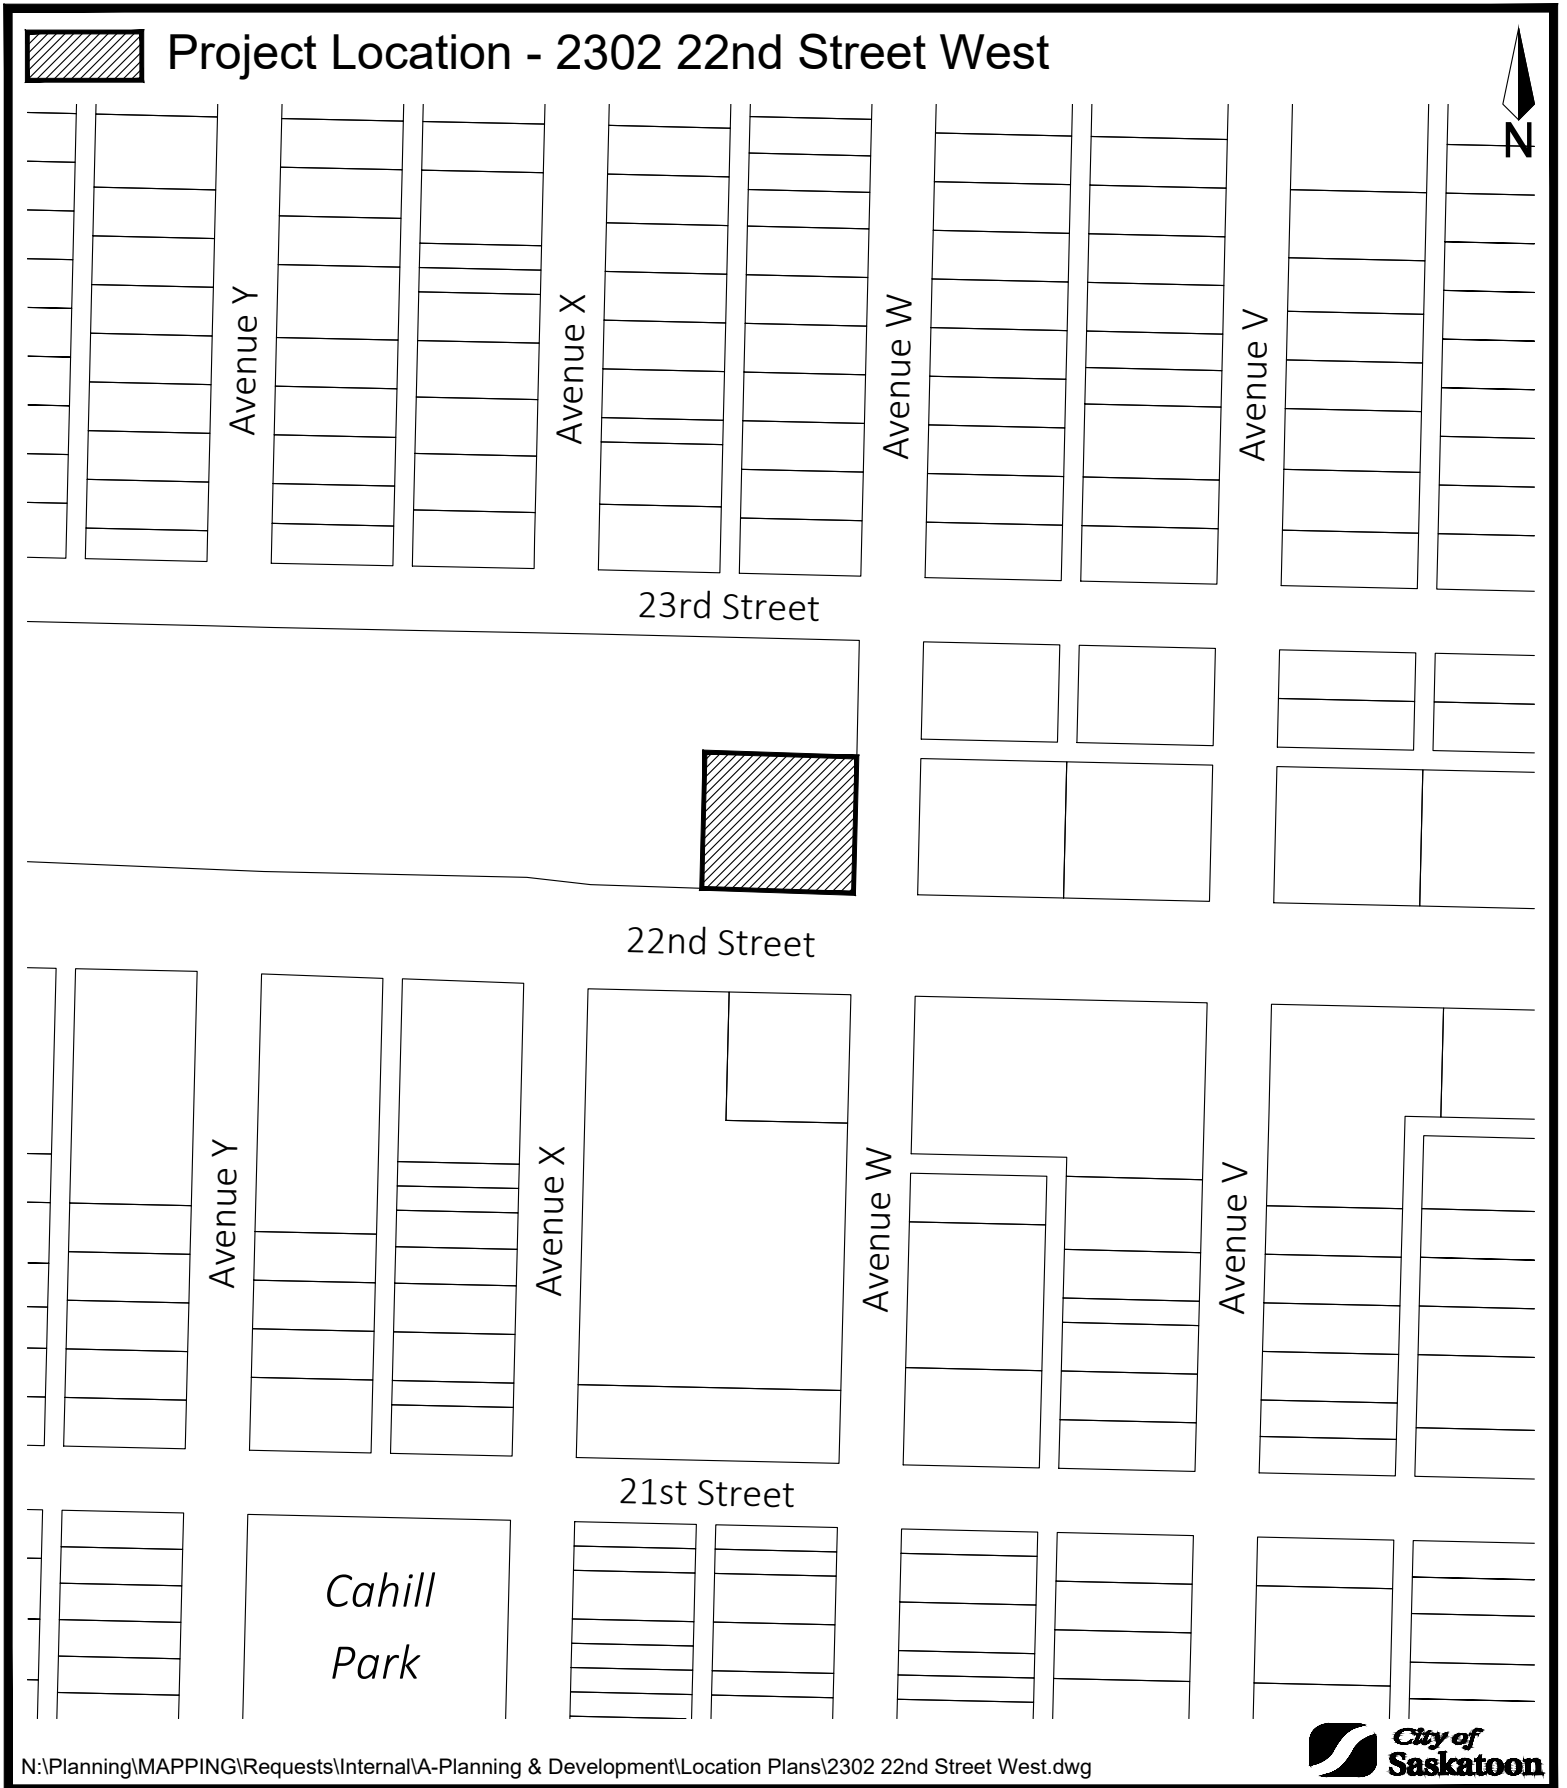 Project Location - 2302 22nd Street West
N
Avenue Y
Avenue X
Avenue W
Avenue V
23rd Street
22nd Street
Avenue Y
Avenue X
Avenue W
Avenue V
21st Street
Cahill
Park
City of
Saskatoon
N:\Planning\MAPPING\Requests\Internal\A-Planning & Development\Location Plans\2302 22nd Street West.dwg